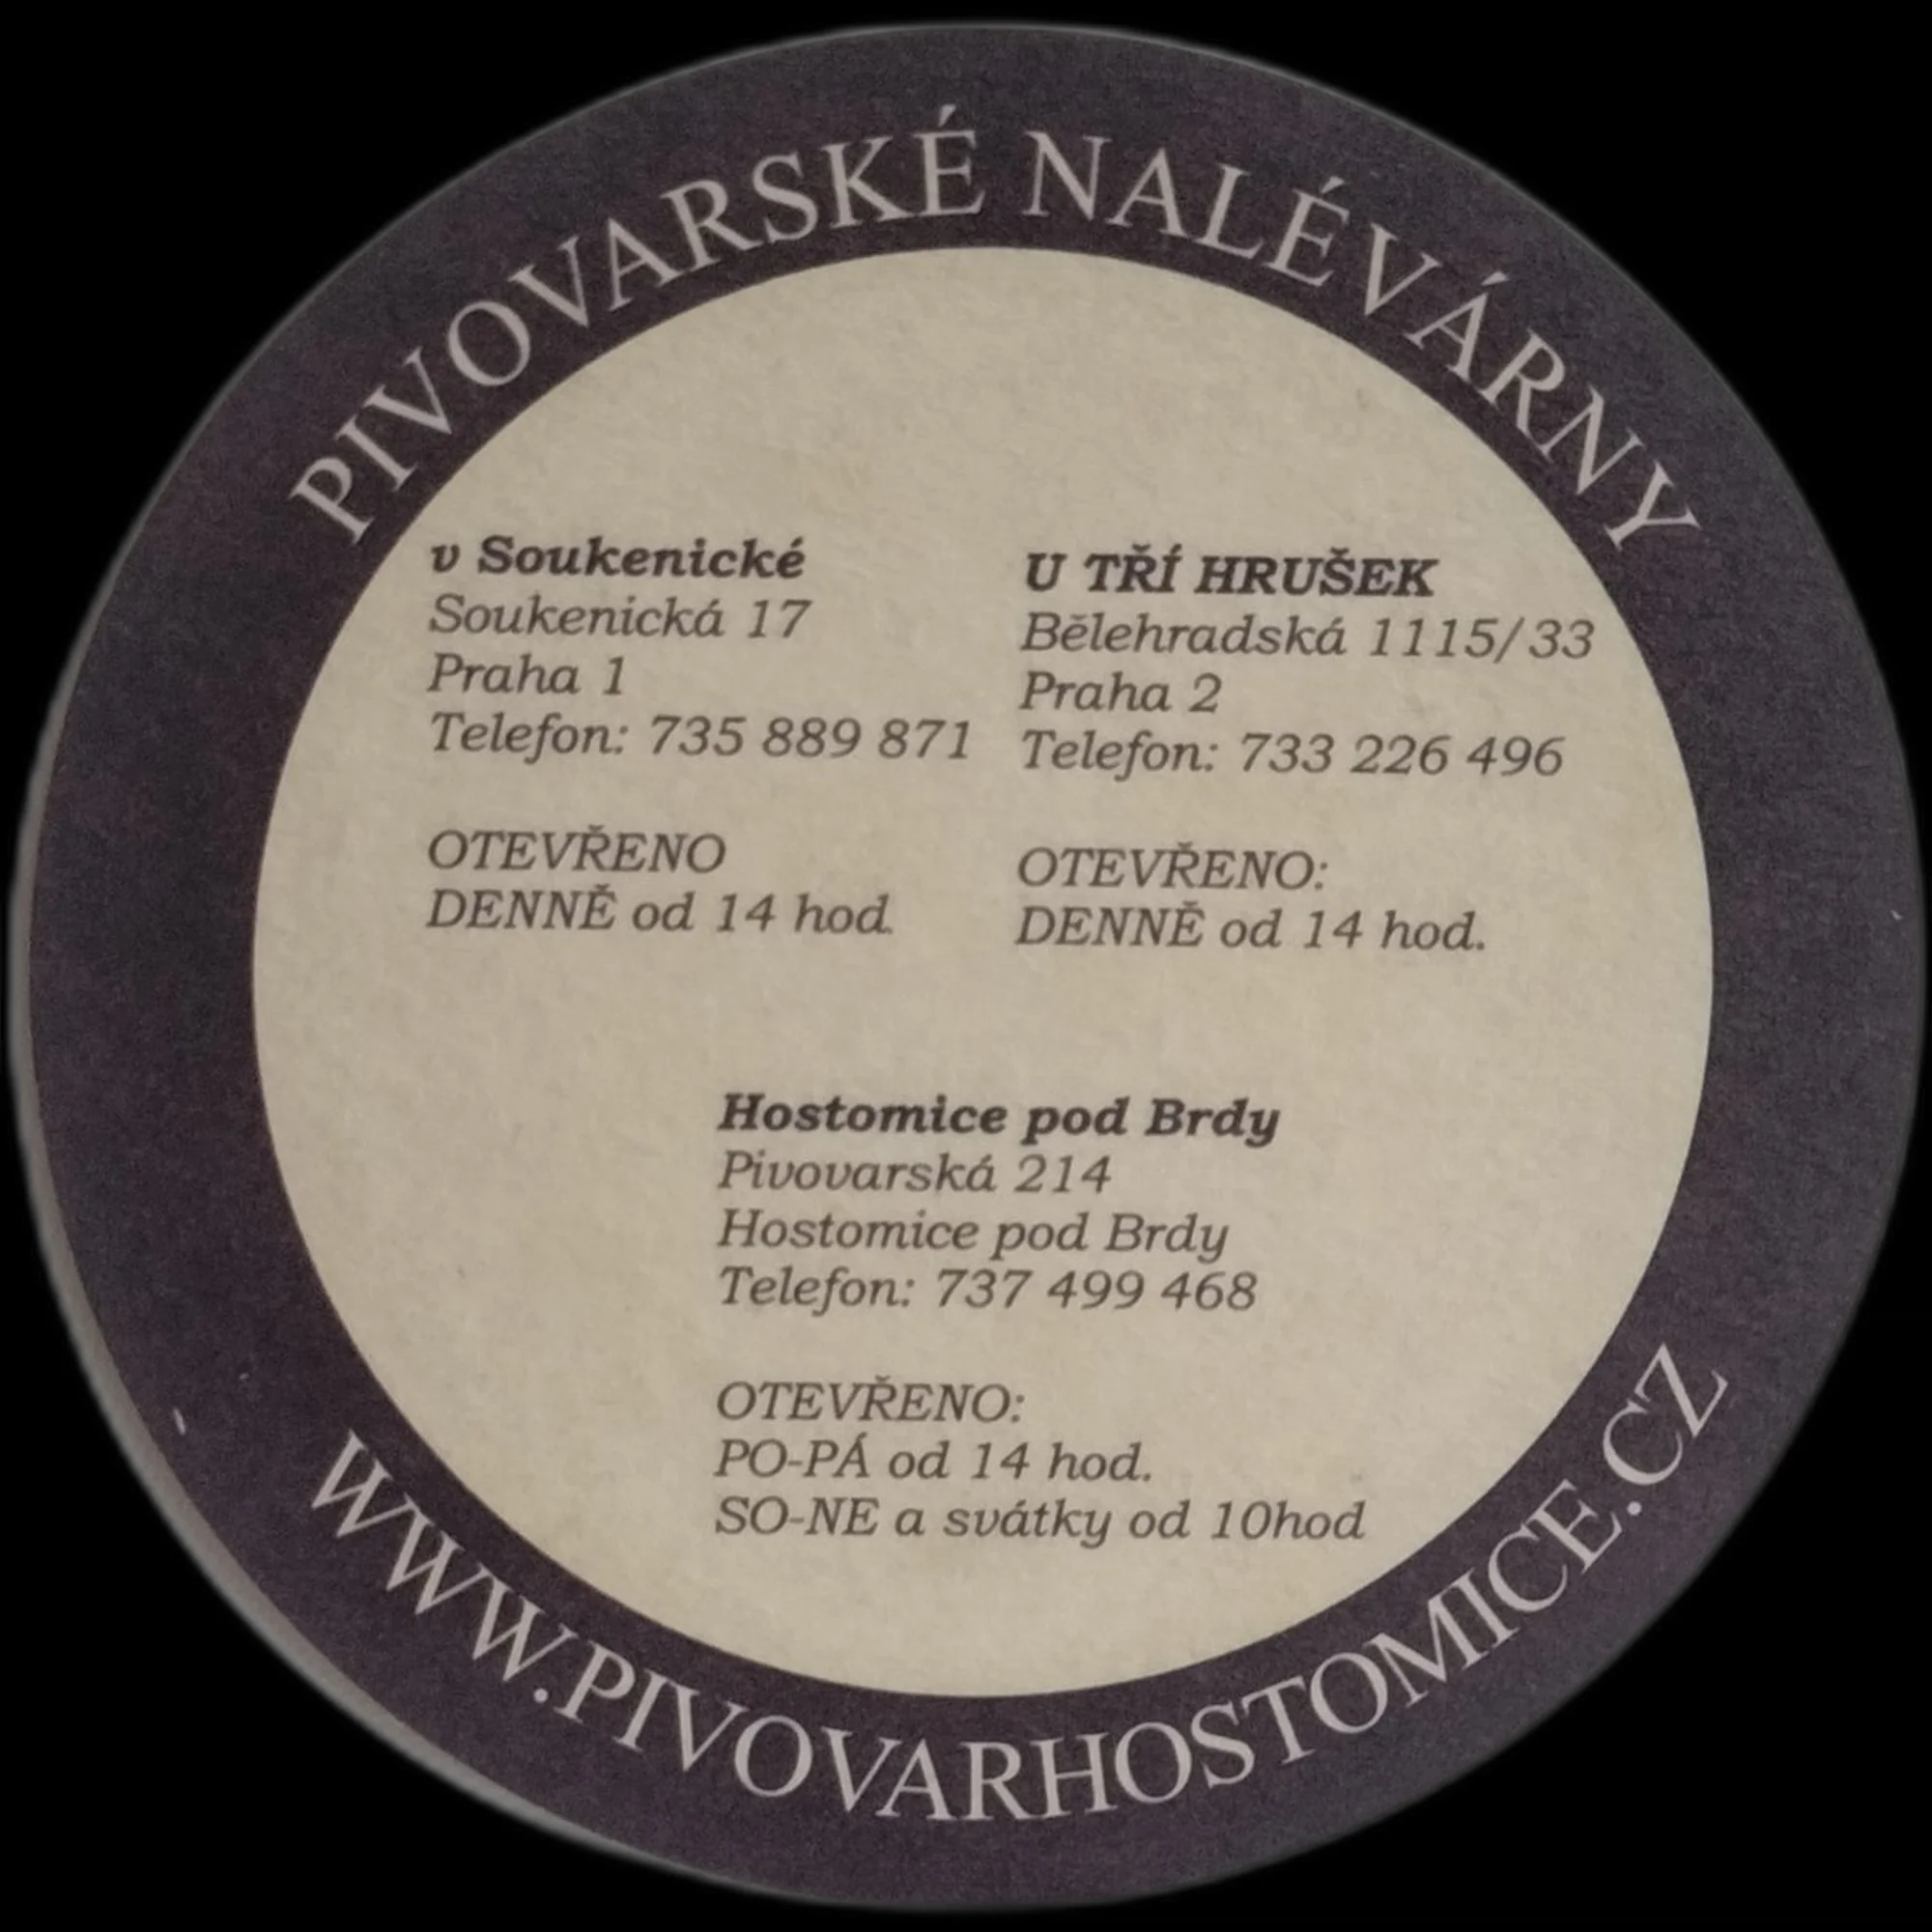 PIVOVARSKÉ NALÉVÁRNY
v Soukenické
Soukenická 17
Praha 1
Telefon: 735 889 871
OTEVŘENO
DENNĚ od 14 hod.
U TŘÍ HRUŠEK
Bělehradská 1115/33
Praha 2
Telefon: 733 226 496
OTEVŘENO:
DENNĚ od 14 hod.
Hostomice pod Brdy
Pivovarská 214
Hostomice pod Brdy
Telefon: 737 499 468
OTEVŘENO:
PO-PÁ od 14 hod.
SO-NE a svátky od 10hod
WWW.PIVOVARHOSTOMICE.CZ